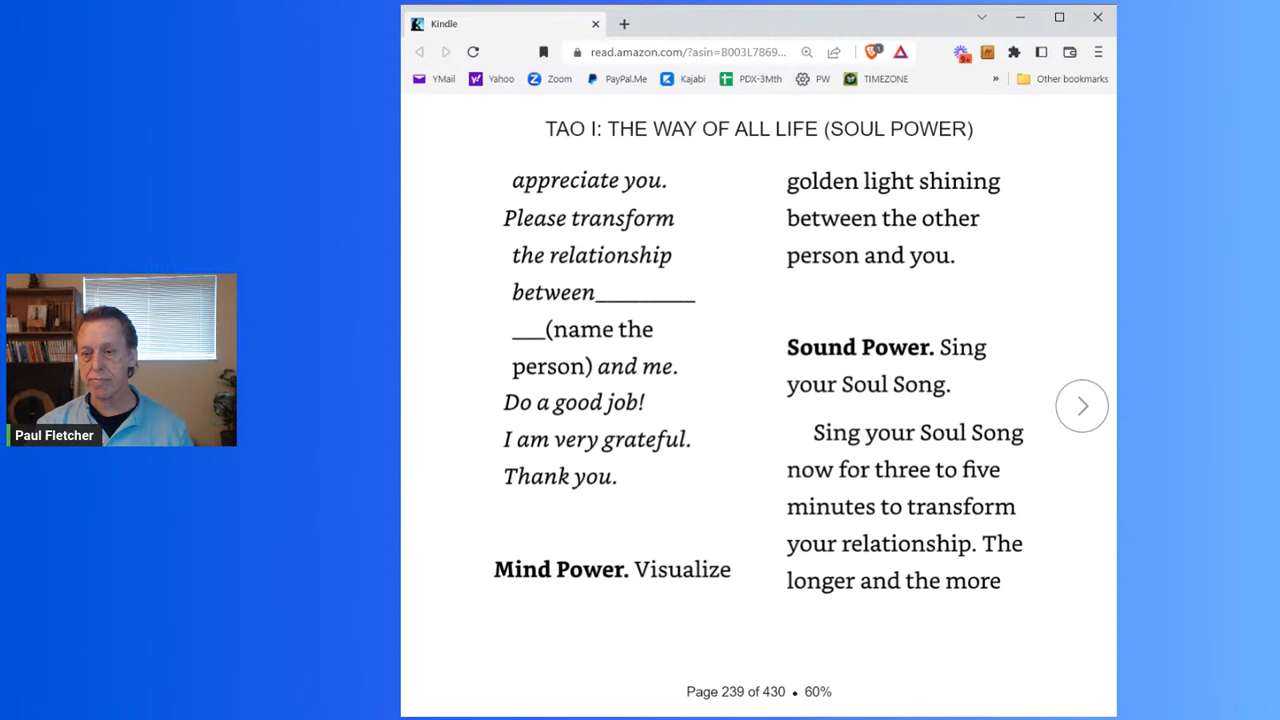 Kindle
read.amazon.com/?asin=B003L7869...
1
9+
YMail
Yahoo
Zoom
PayPal.Me
Kajabi
PDX-3Mth
PW
TIMEZONE
»
Other bookmarks
TAO I: THE WAY OF ALL LIFE (SOUL POWER)
appreciate you.
Please transform
the relationship
between_________
___(name the
person) and me.
Do a good job!
I am very grateful.
Thank you.
Mind Power. Visualize
golden light shining
between the other
person and you.
Sound Power. Sing
your Soul Song.
Sing your Soul Song
now for three to five
minutes to transform
your relationship. The
longer and the more
Page 239 of 430 • 60%
Paul Fletcher